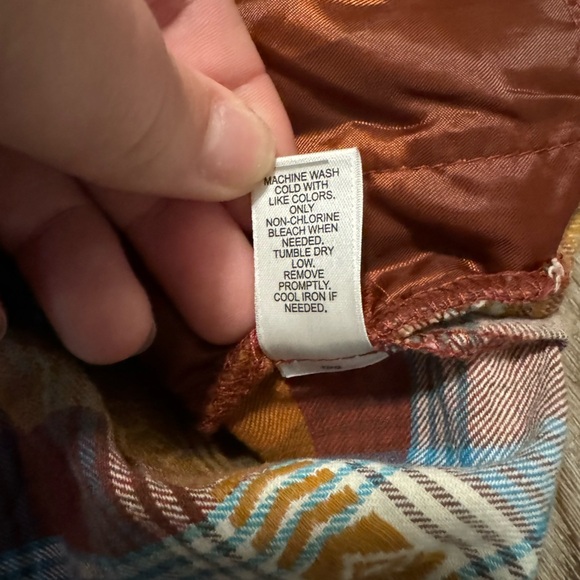 MACHINE WASH
COLD WITH
LIKE COLORS.
ONLY
NON-CHLORINE
BLEACH WHEN
NEEDED.
TUMBLE DRY
LOW.
REMOVE
PROMPTLY.
COOL IRON IF
NEEDED.